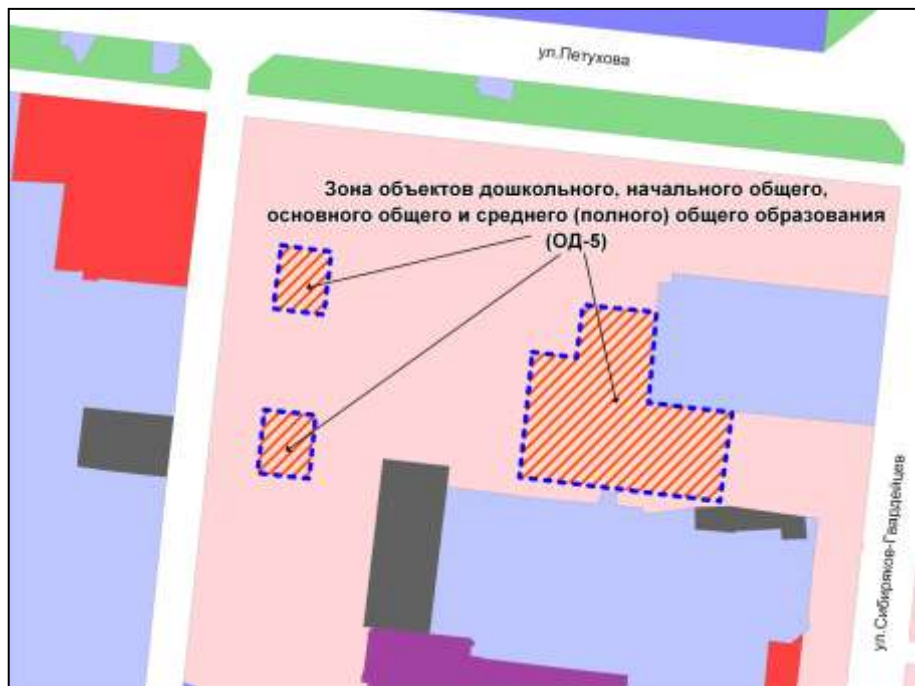 ул.Петухова
Зона объектов дошкольного, начального общего,
основного общего и среднего (полного) общего образования
(ОД-5)
ул.Сибиряков-Гвардейцев